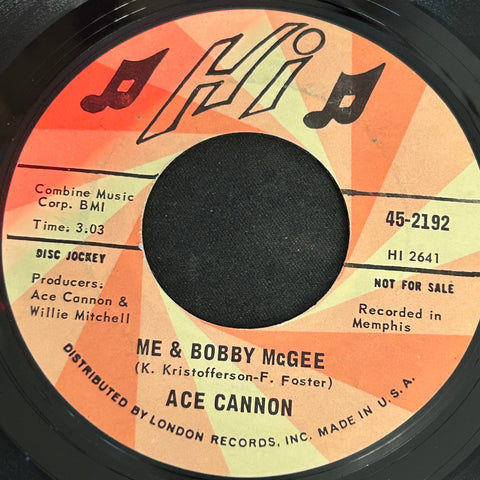 Hi
Combine Music
Corp. BMI
Time: 3.03
DISC JOCKEY
Producers:
Ace Cannon &
Willie Mitchell
45-2192
HI 2641
NOT FOR SALE
Recorded in
Memphis
ME & BOBBY McGEE
(K. Kristofferson-F. Foster)
ACE CANNON
DISTRIBUTED BY LONDON RECORDS, INC. MADE IN U.S.A.